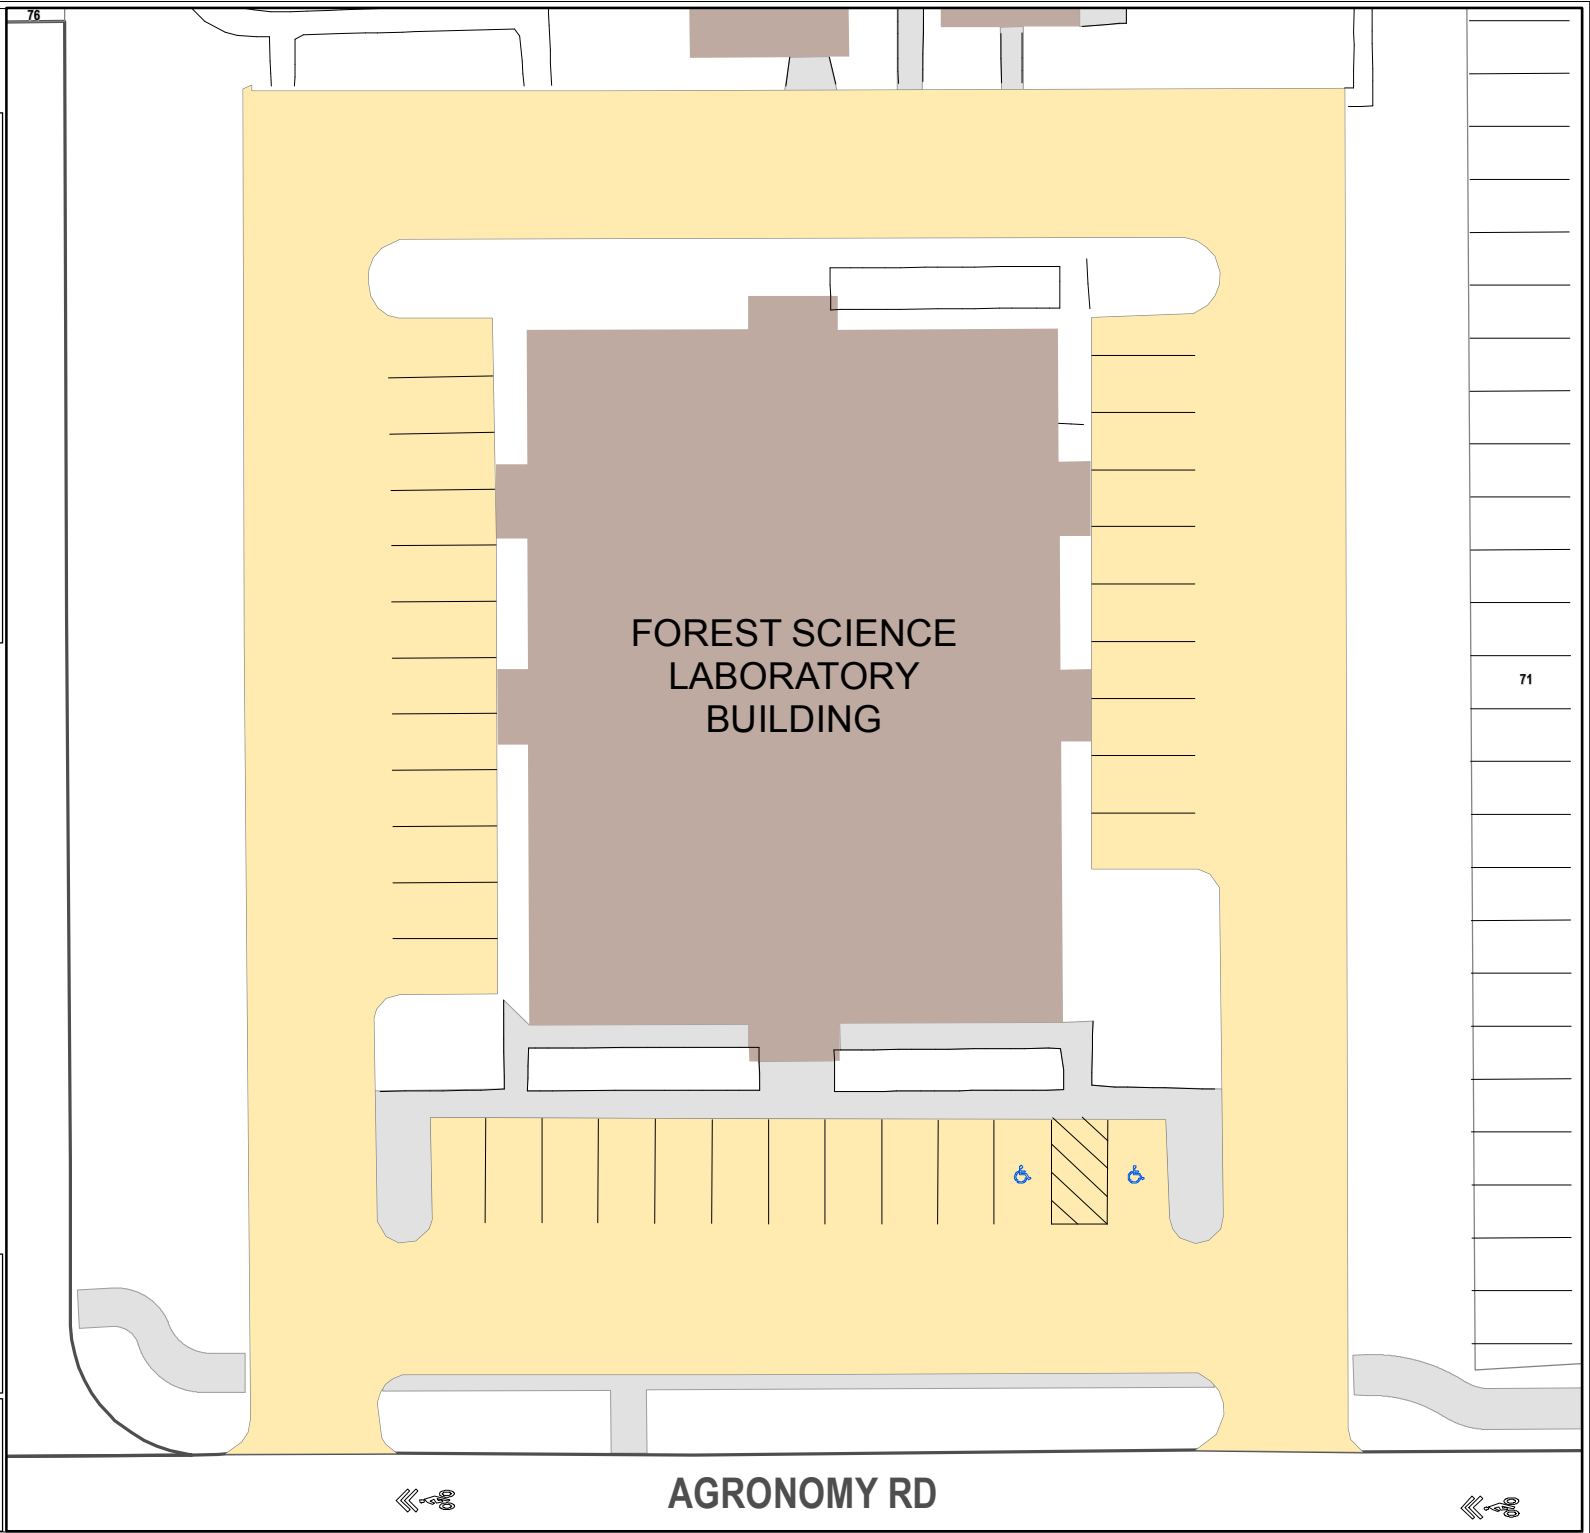 76
FOREST SCIENCE
LABORATORY
BUILDING
71
AGRONOMY RD